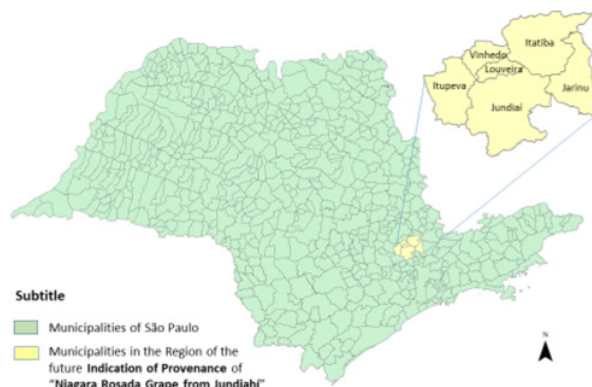 Itatiba
Vinhedo
Louveira
Itupeva
Jundiaí
Jarinu
Subtitle
Municipalities of São Paulo
Municipalities in the Region of the
future Indication of Provenance of
"Niagara Rosada Grape from Jundiahí"
N